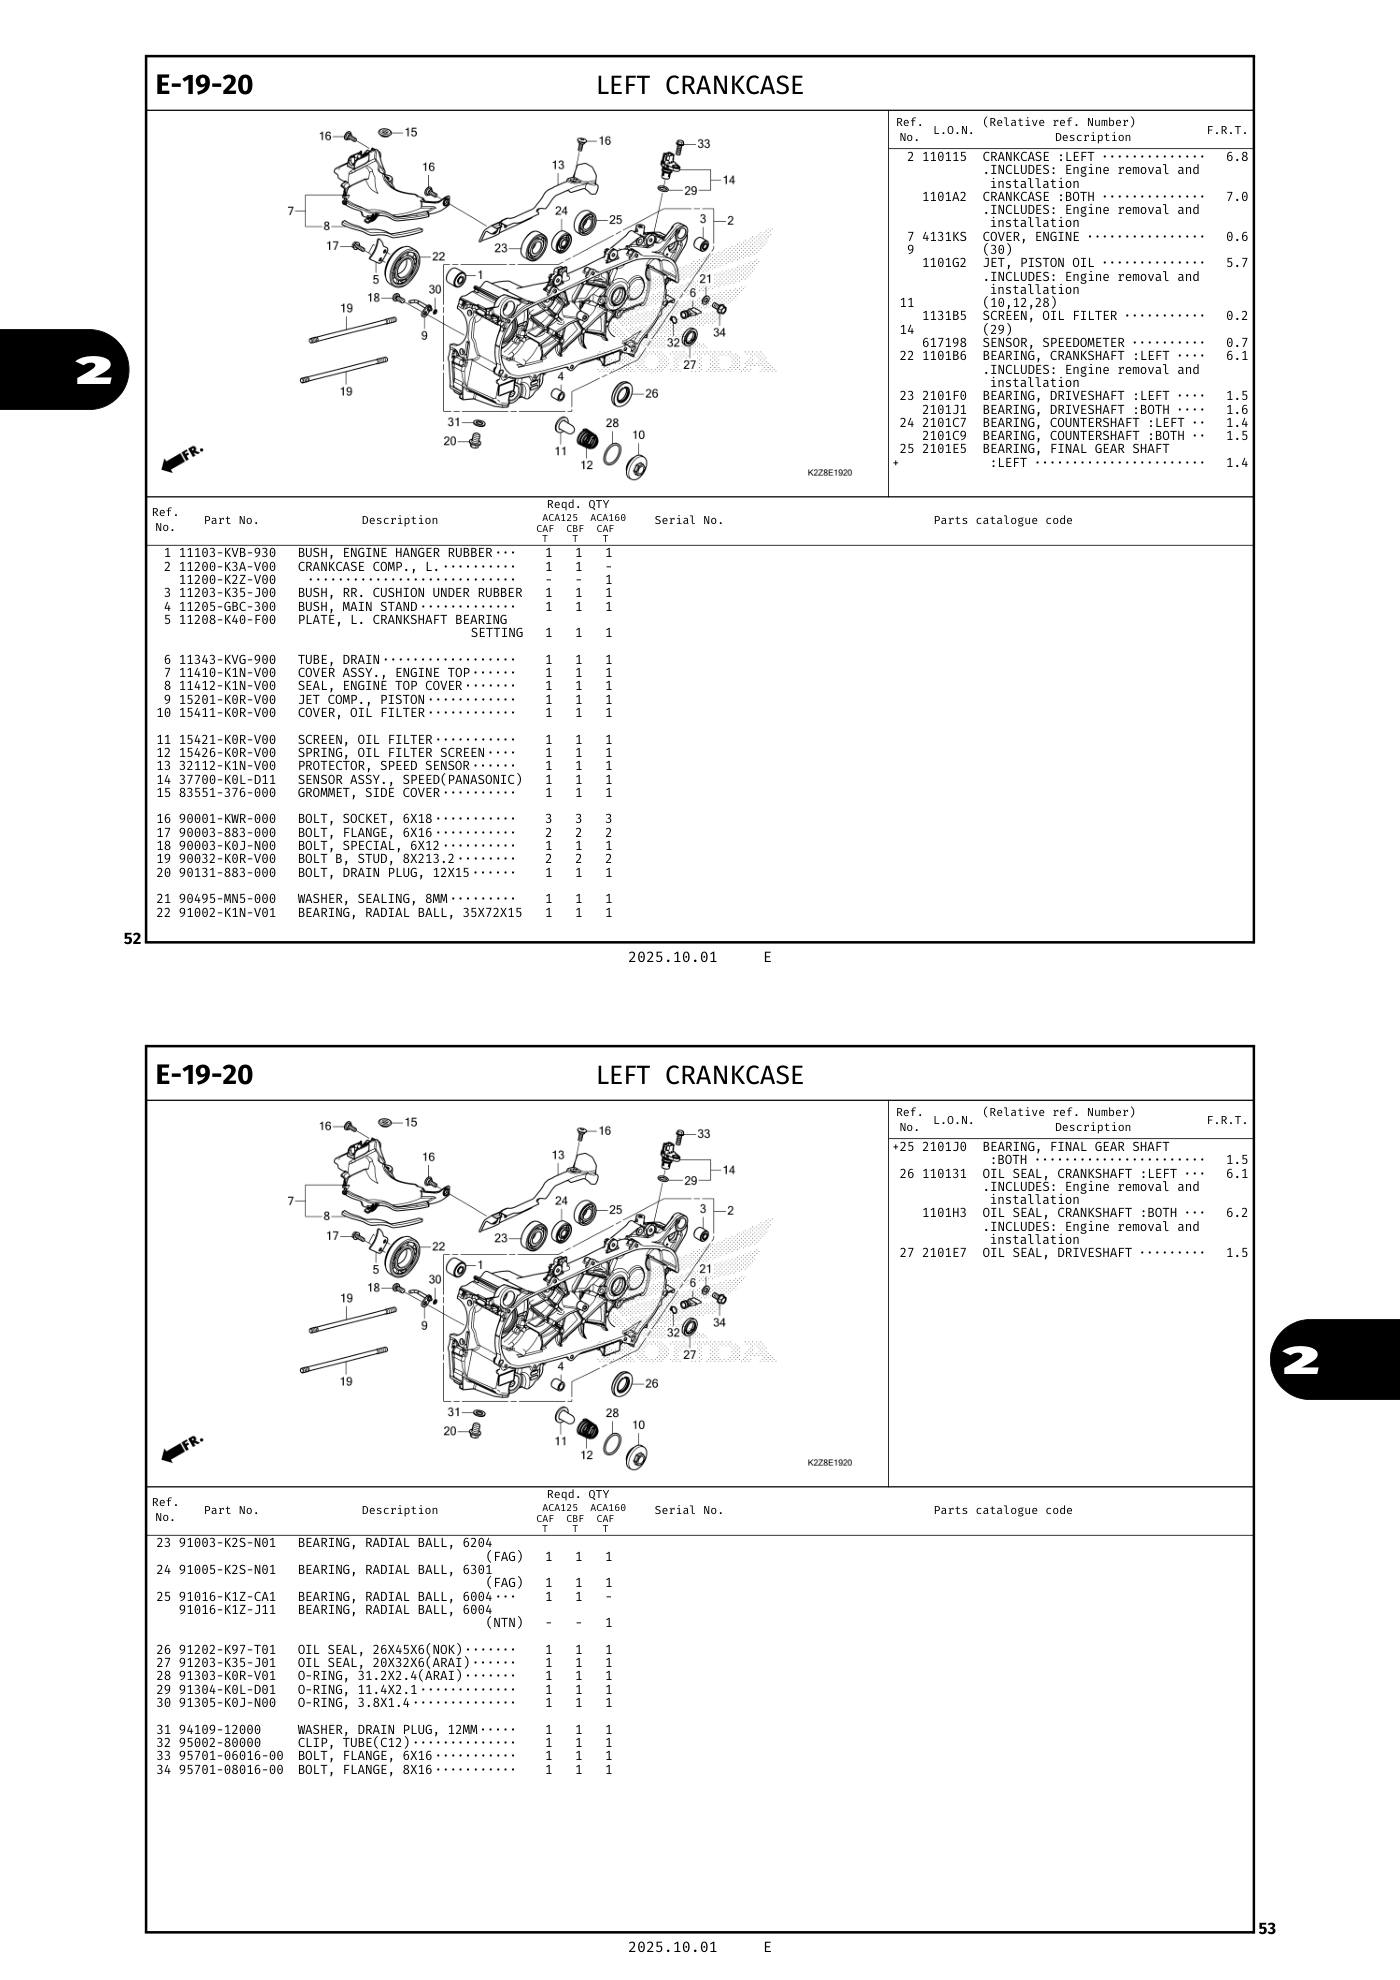 E-19-20 LEFT CRANKCASE
16 15 16 33
16 13 14
29
7 24 3 2
8 25
17 23
22 1
5 21
18 30 6
19 9 32 34
27
19 4
26
31 28
20 10
11
12
FR.
HONDA
K2Z8E1920
Ref. No. L.O.N. (Relative ref. Number) Description F.R.T.
2 110115 CRANKCASE :LEFT ·············· 6.8
.INCLUDES: Engine removal and
installation
1101A2 CRANKCASE :BOTH ·············· 7.0
.INCLUDES: Engine removal and
installation
7 4131KS COVER, ENGINE ················ 0.6
9 (30)
1101G2 JET, PISTON OIL ·············· 5.7
.INCLUDES: Engine removal and
installation
11 (10,12,28)
1131B5 SCREEN, OIL FILTER ··········· 0.2
14 (29)
617198 SENSOR, SPEEDOMETER ·········· 0.7
22 1101B6 BEARING, CRANKSHAFT :LEFT ···· 6.1
.INCLUDES: Engine removal and
installation
23 2101F0 BEARING, DRIVESHAFT :LEFT ···· 1.5
2101J1 BEARING, DRIVESHAFT :BOTH ···· 1.6
24 2101C7 BEARING, COUNTERSHAFT :LEFT ·· 1.4
2101C9 BEARING, COUNTERSHAFT :BOTH ·· 1.5
25 2101E5 BEARING, FINAL GEAR SHAFT
+ :LEFT ······················· 1.4
2
Ref. No. Part No. Description Reqd. QTY Serial No. Parts catalogue code
ACA125 ACA160
CAF CBF CAF
T T T
1 11103-KVB-930 BUSH, ENGINE HANGER RUBBER··· 1 1 1
2 11200-K3A-V00 CRANKCASE COMP., L.·········· 1 1 -
11200-K2Z-V00 ···························· - - 1
3 11203-K35-J00 BUSH, RR. CUSHION UNDER RUBBER 1 1 1
4 11205-GBC-300 BUSH, MAIN STAND············· 1 1 1
5 11208-K40-F00 PLATE, L. CRANKSHAFT BEARING
SETTING 1 1 1
6 11343-KVG-900 TUBE, DRAIN·················· 1 1 1
7 11410-K1N-V00 COVER ASSY., ENGINE TOP······ 1 1 1
8 11412-K1N-V00 SEAL, ENGINE TOP COVER······· 1 1 1
9 15201-K0R-V00 JET COMP., PISTON············ 1 1 1
10 15411-K0R-V00 COVER, OIL FILTER············ 1 1 1
11 15421-K0R-V00 SCREEN, OIL FILTER··········· 1 1 1
12 15426-K0R-V00 SPRING, OIL FILTER SCREEN···· 1 1 1
13 32112-K1N-V00 PROTECTOR, SPEED SENSOR······ 1 1 1
14 37700-K0L-D11 SENSOR ASSY., SPEED(PANASONIC) 1 1 1
15 83551-376-000 GROMMET, SIDE COVER·········· 1 1 1
16 90001-KWR-000 BOLT, SOCKET, 6X18··········· 3 3 3
17 90003-883-000 BOLT, FLANGE, 6X16··········· 2 2 2
18 90003-K0J-N00 BOLT, SPECIAL, 6X12·········· 1 1 1
19 90032-K0R-V00 BOLT B, STUD, 8X213.2········ 2 2 2
20 90131-883-000 BOLT, DRAIN PLUG, 12X15······ 1 1 1
21 90495-MN5-000 WASHER, SEALING, 8MM········· 1 1 1
22 91002-K1N-V01 BEARING, RADIAL BALL, 35X72X15 1 1 1
52
2025.10.01 E
E-19-20 LEFT CRANKCASE
16 15 16 33
16 13 14
29
7 24 3 2
8 25
17 23
22 1
5 21
18 30 6
19 9 32 34
27
19 4
26
31 28
20 10
11
12
FR.
HONDA
K2Z8E1920
Ref. No. L.O.N. (Relative ref. Number) Description F.R.T.
+25 2101J0 BEARING, FINAL GEAR SHAFT
:BOTH ······················· 1.5
26 110131 OIL SEAL, CRANKSHAFT :LEFT ··· 6.1
.INCLUDES: Engine removal and
installation
1101H3 OIL SEAL, CRANKSHAFT :BOTH ··· 6.2
.INCLUDES: Engine removal and
installation
27 2101E7 OIL SEAL, DRIVESHAFT ········· 1.5
2
Ref. No. Part No. Description Reqd. QTY Serial No. Parts catalogue code
ACA125 ACA160
CAF CBF CAF
T T T
23 91003-K2S-N01 BEARING, RADIAL BALL, 6204
(FAG) 1 1 1
24 91005-K2S-N01 BEARING, RADIAL BALL, 6301
(FAG) 1 1 1
25 91016-K1Z-CA1 BEARING, RADIAL BALL, 6004··· 1 1 -
91016-K1Z-J11 BEARING, RADIAL BALL, 6004
(NTN) - - 1
26 91202-K97-T01 OIL SEAL, 26X45X6(NOK)······· 1 1 1
27 91203-K35-J01 OIL SEAL, 20X32X6(ARAI)······ 1 1 1
28 91303-K0R-V01 O-RING, 31.2X2.4(ARAI)······· 1 1 1
29 91304-K0L-D01 O-RING, 11.4X2.1············· 1 1 1
30 91305-K0J-N00 O-RING, 3.8X1.4·············· 1 1 1
31 94109-12000 WASHER, DRAIN PLUG, 12MM····· 1 1 1
32 95002-80000 CLIP, TUBE(C12)·············· 1 1 1
33 95701-06016-00 BOLT, FLANGE, 6X16··········· 1 1 1
34 95701-08016-00 BOLT, FLANGE, 8X16··········· 1 1 1
53
2025.10.01 E